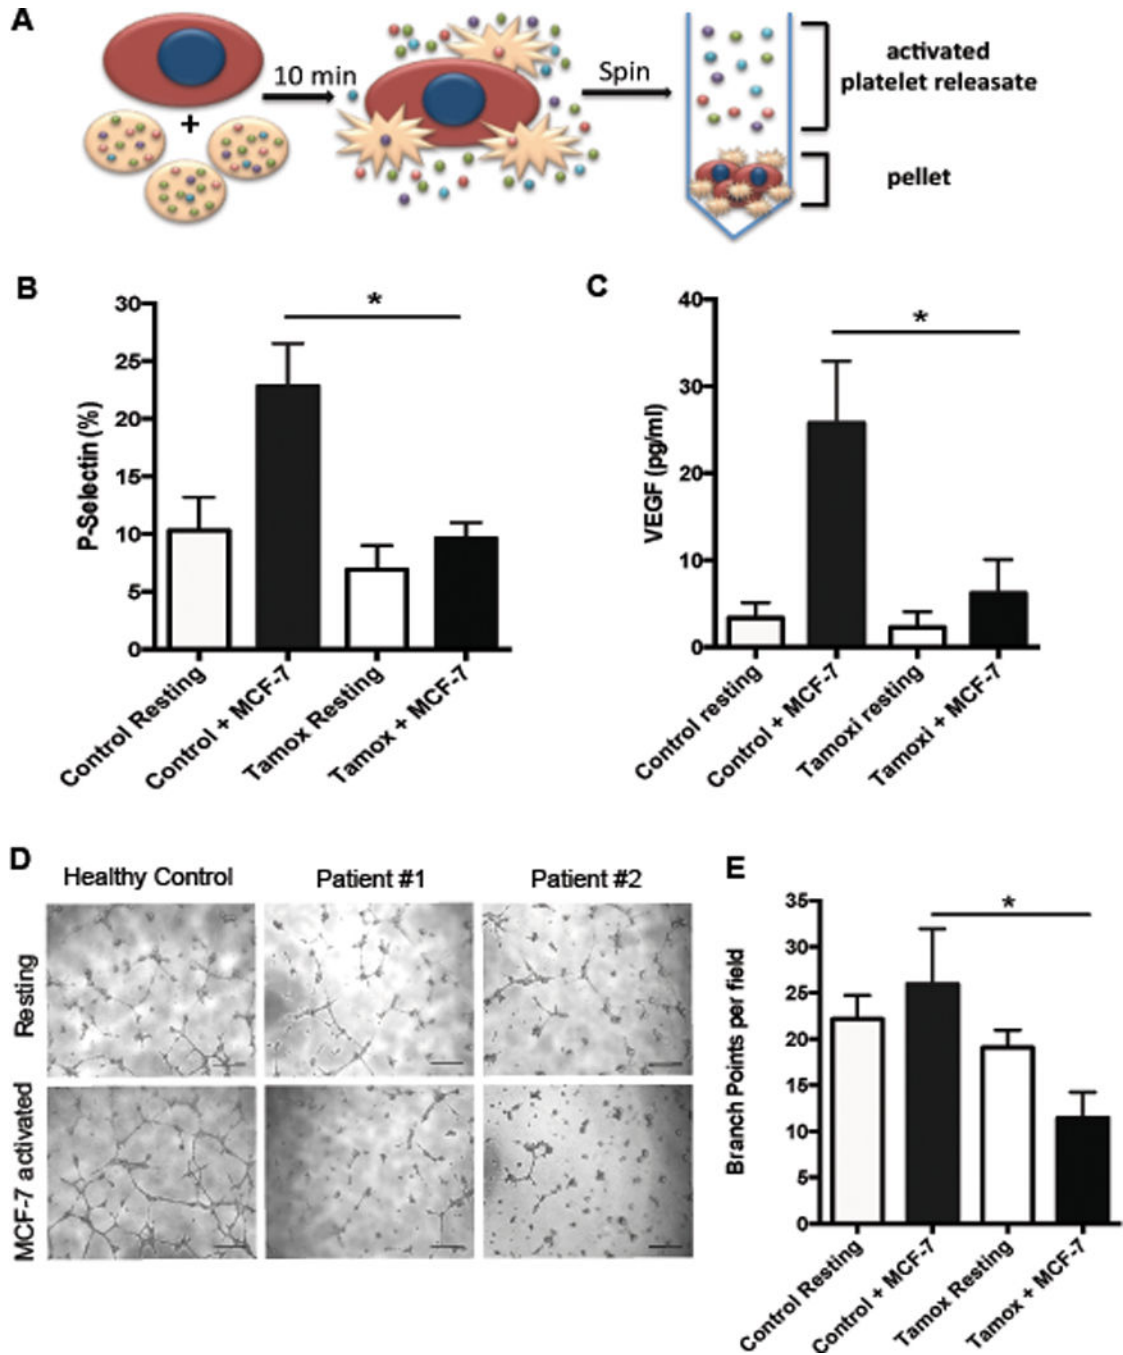 A
10 min
Spin
+
activated
platelet releasate
pellet
B
P-Selectin (%)
30
25
20
15
10
5
0
*
Control Resting
Control + MCF-7
Tamox Resting
Tamox + MCF-7
C
VEGF (pg/ml)
40
30
20
10
0
*
Control resting
Control + MCF-7
Tamoxi resting
Tamoxi + MCF-7
D
Healthy Control
Patient #1
Patient #2
Resting
MCF-7 activated
E
Branch Points per field
35
30
25
20
15
10
5
0
*
Control Resting
Control + MCF-7
Tamox Resting
Tamox + MCF-7